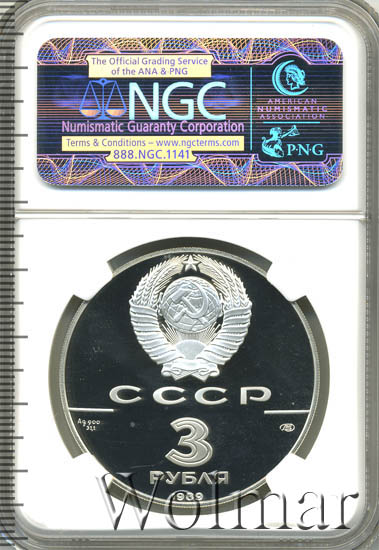 The Official Grading Service
of the ANA & PNG
NGC
Numismatic Guaranty Corporation
Terms & Conditions – www.ngcterms.com
888.NGC.1141
AMERICAN
NUMISMATIC
ASSOCIATION
P·N·G
СССР
Ag 900
3
РУБЛЯ
1989
Wolmar